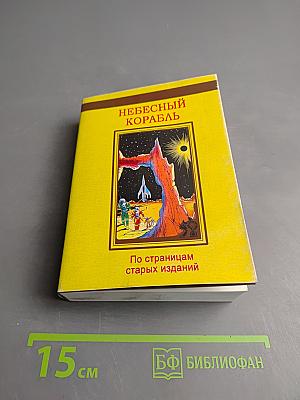 НЕБЕСНЫЙ
КОРАБЛЬ
По страницам
старых изданий
15 см
БФ БИБЛИОФАН